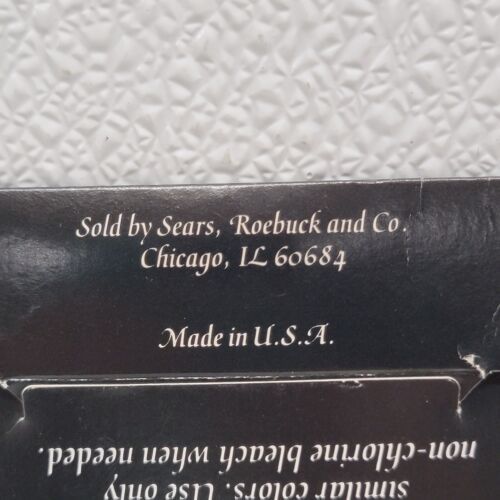 Sold by Sears, Roebuck and Co.
Chicago, IL 60684
Made in U.S.A.
similar colors. Use only
non-chlorine bleach when needed.